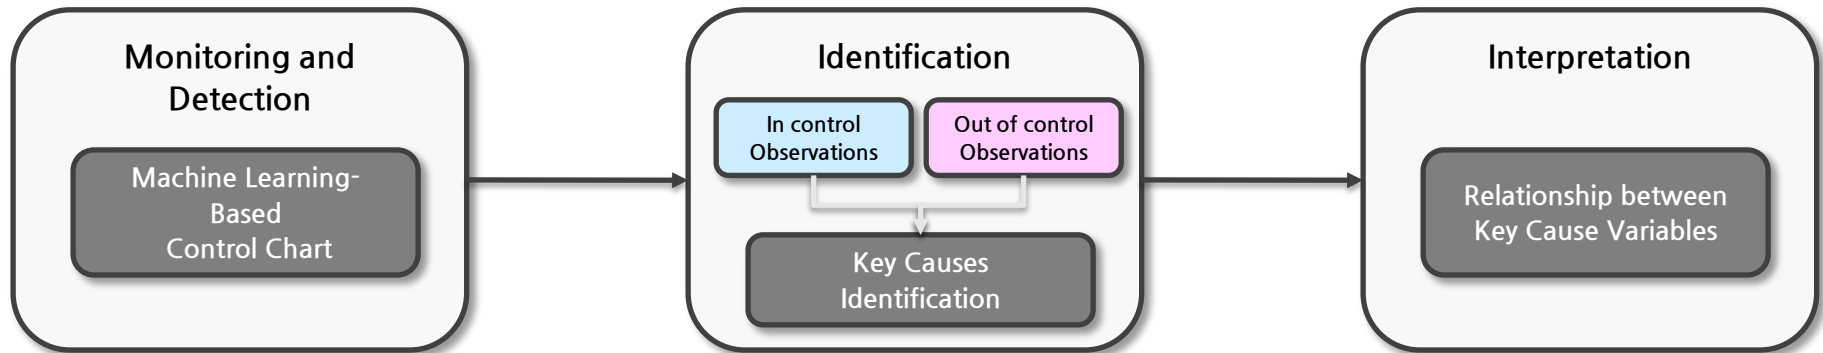 Monitoring and
Detection
Machine Learning-
Based
Control Chart
Identification
In control
Observations
Out of control
Observations
Key Causes
Identification
Interpretation
Relationship between
Key Cause Variables